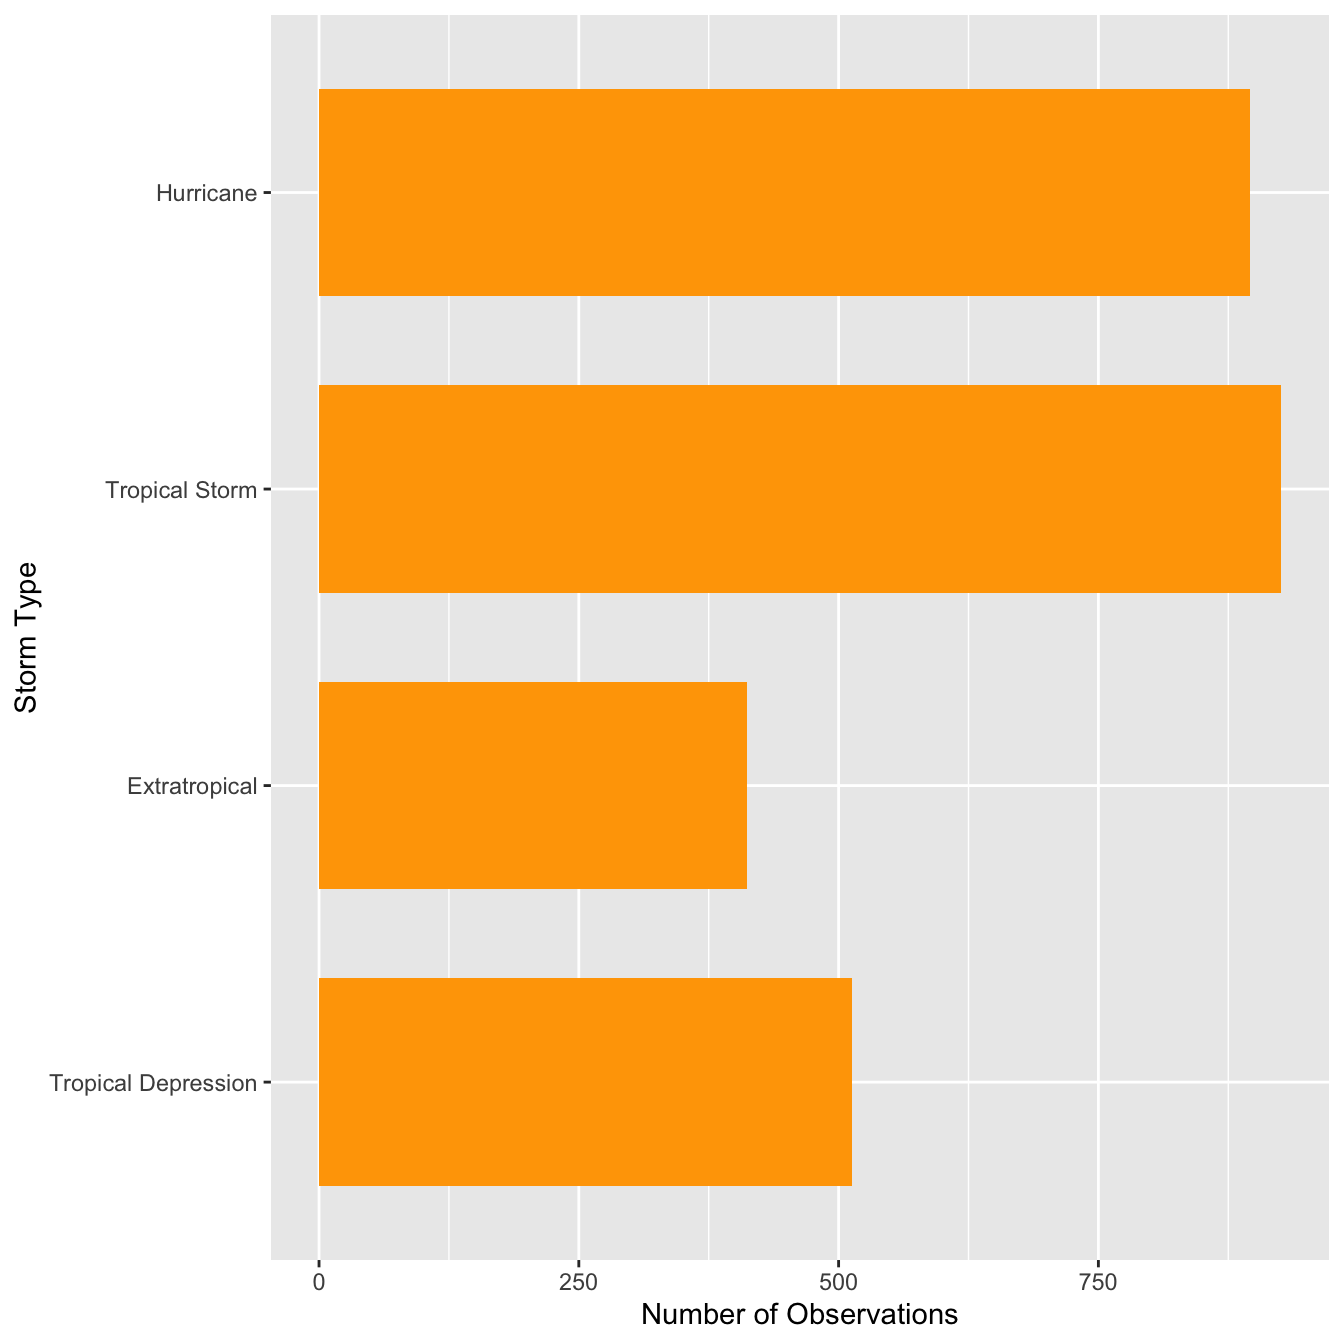 Storm Type
Hurricane
Tropical Storm
Extratropical
Tropical Depression
0 250 500 750
Number of Observations